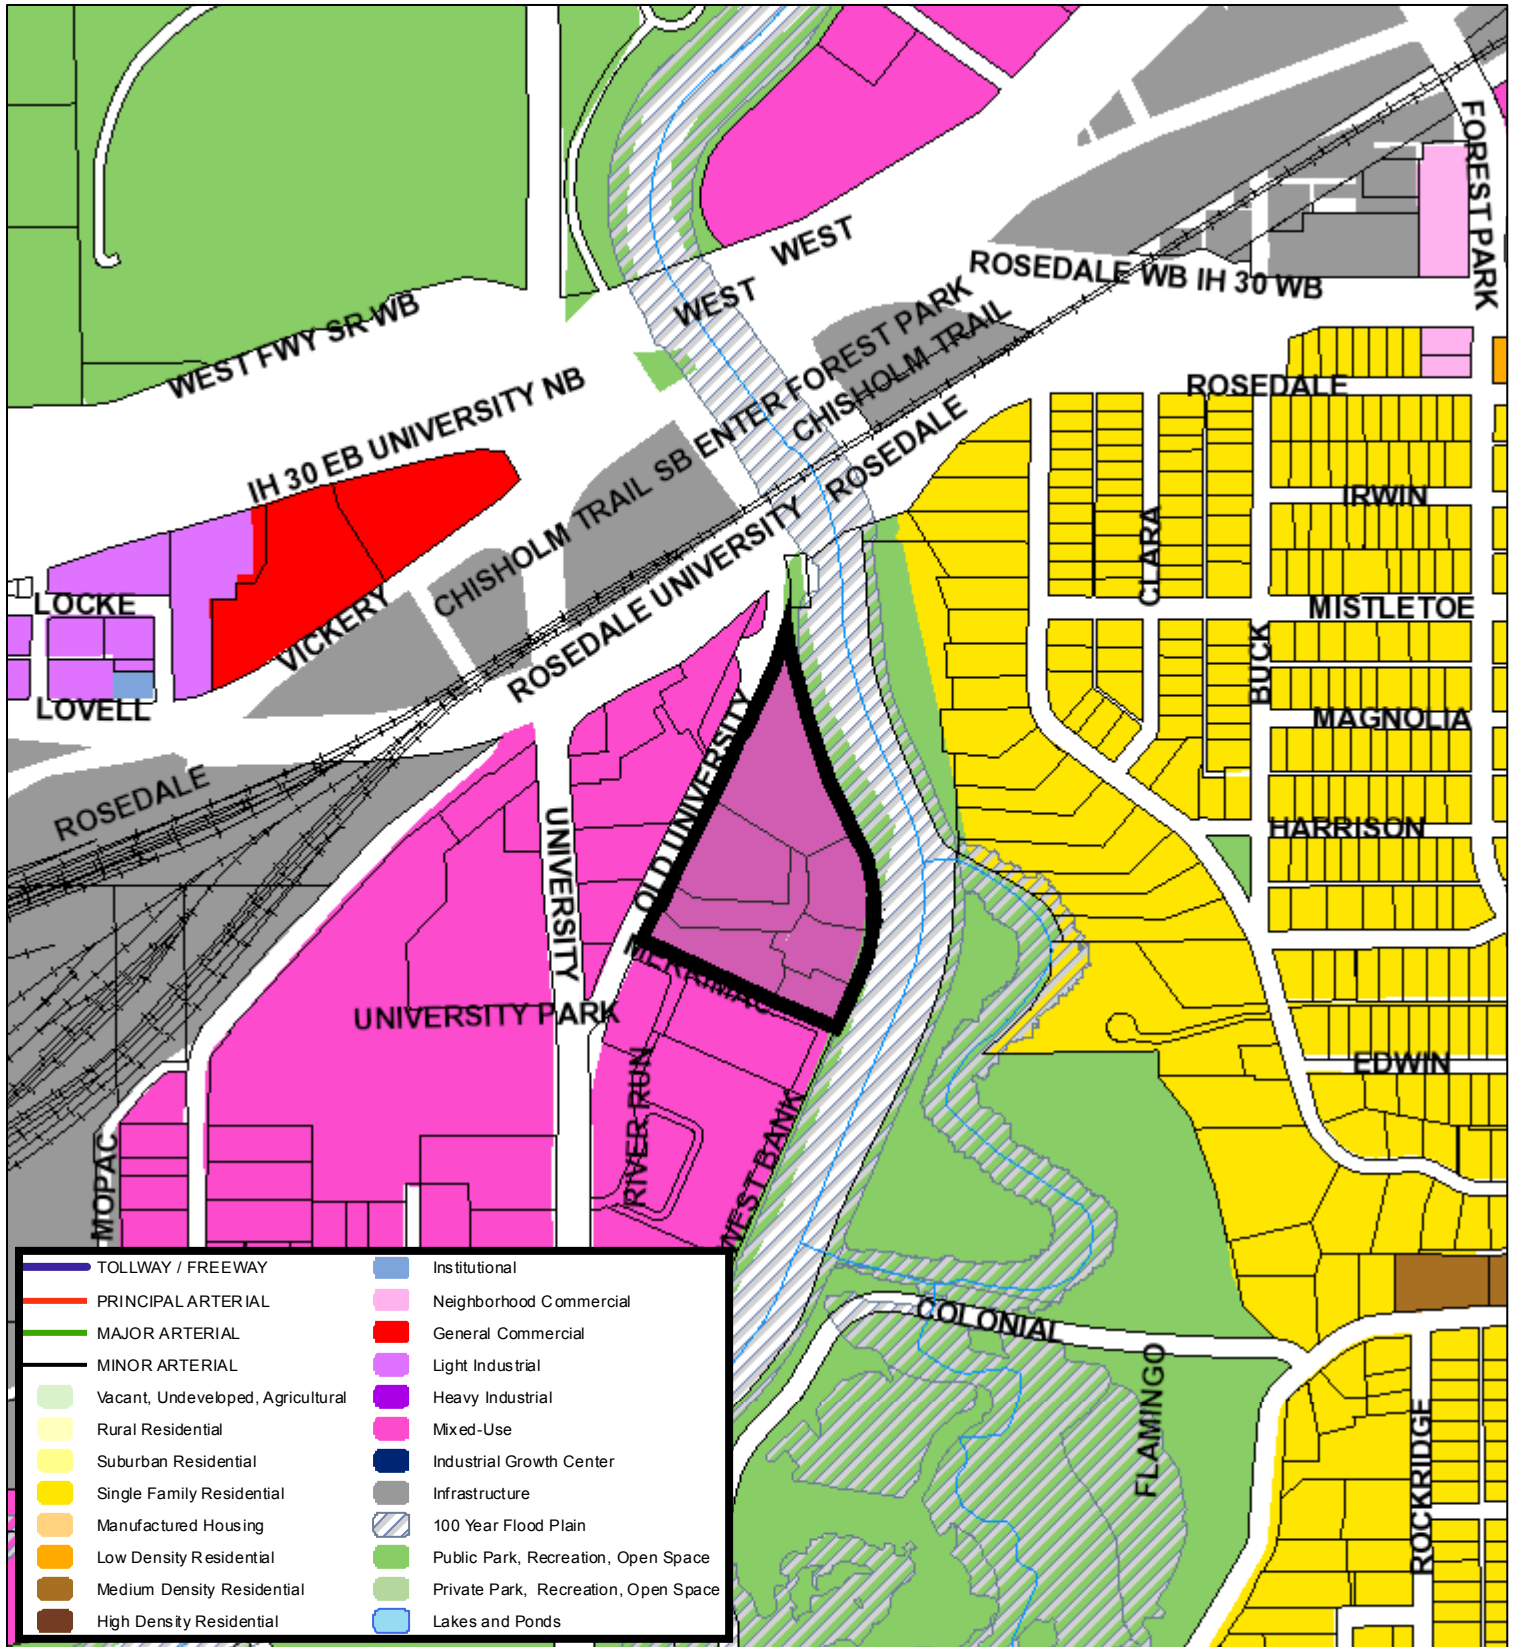 WEST
WEST
FOREST PARK
ROSEDALE WB IH 30 WB
WEST FWY SR WB
IH 30 EB UNIVERSITY NB
CHISHOLM TRAIL SB ENTER FOREST PARK
CHISHOLM TRAIL
ROSEDALE
ROSEDALE
IRWIN
CLARA
LOCKE
VICKERY
ROSEDALE UNIVERSITY
MISTLETOE
BUCK
LOVELL
MAGNOLIA
ROSEDALE
OLD UNIVERSITY
UNIVERSITY
HARRISON
MERRIMAC
UNIVERSITY PARK
RIVER RUN
EDWIN
MOPAC
WEST BANK
COLONIAL
FLAMINGO
ROCKRIDGE
TOLLWAY / FREEWAY
PRINCIPAL ARTERIAL
MAJOR ARTERIAL
MINOR ARTERIAL
Vacant, Undeveloped, Agricultural
Rural Residential
Suburban Residential
Single Family Residential
Manufactured Housing
Low Density Residential
Medium Density Residential
High Density Residential
Institutional
Neighborhood Commercial
General Commercial
Light Industrial
Heavy Industrial
Mixed-Use
Industrial Growth Center
Infrastructure
100 Year Flood Plain
Public Park, Recreation, Open Space
Private Park, Recreation, Open Space
Lakes and Ponds